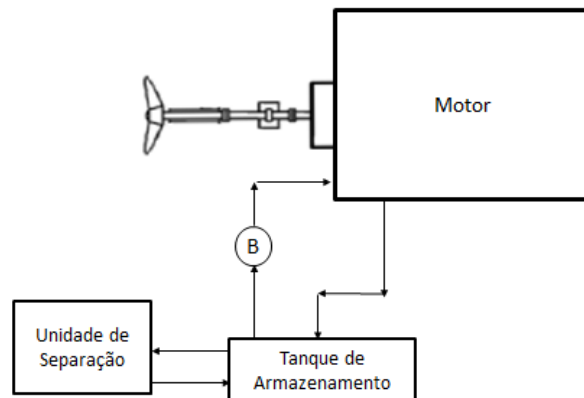 Motor
B
Unidade de
Separação
Tanque de
Armazenamento